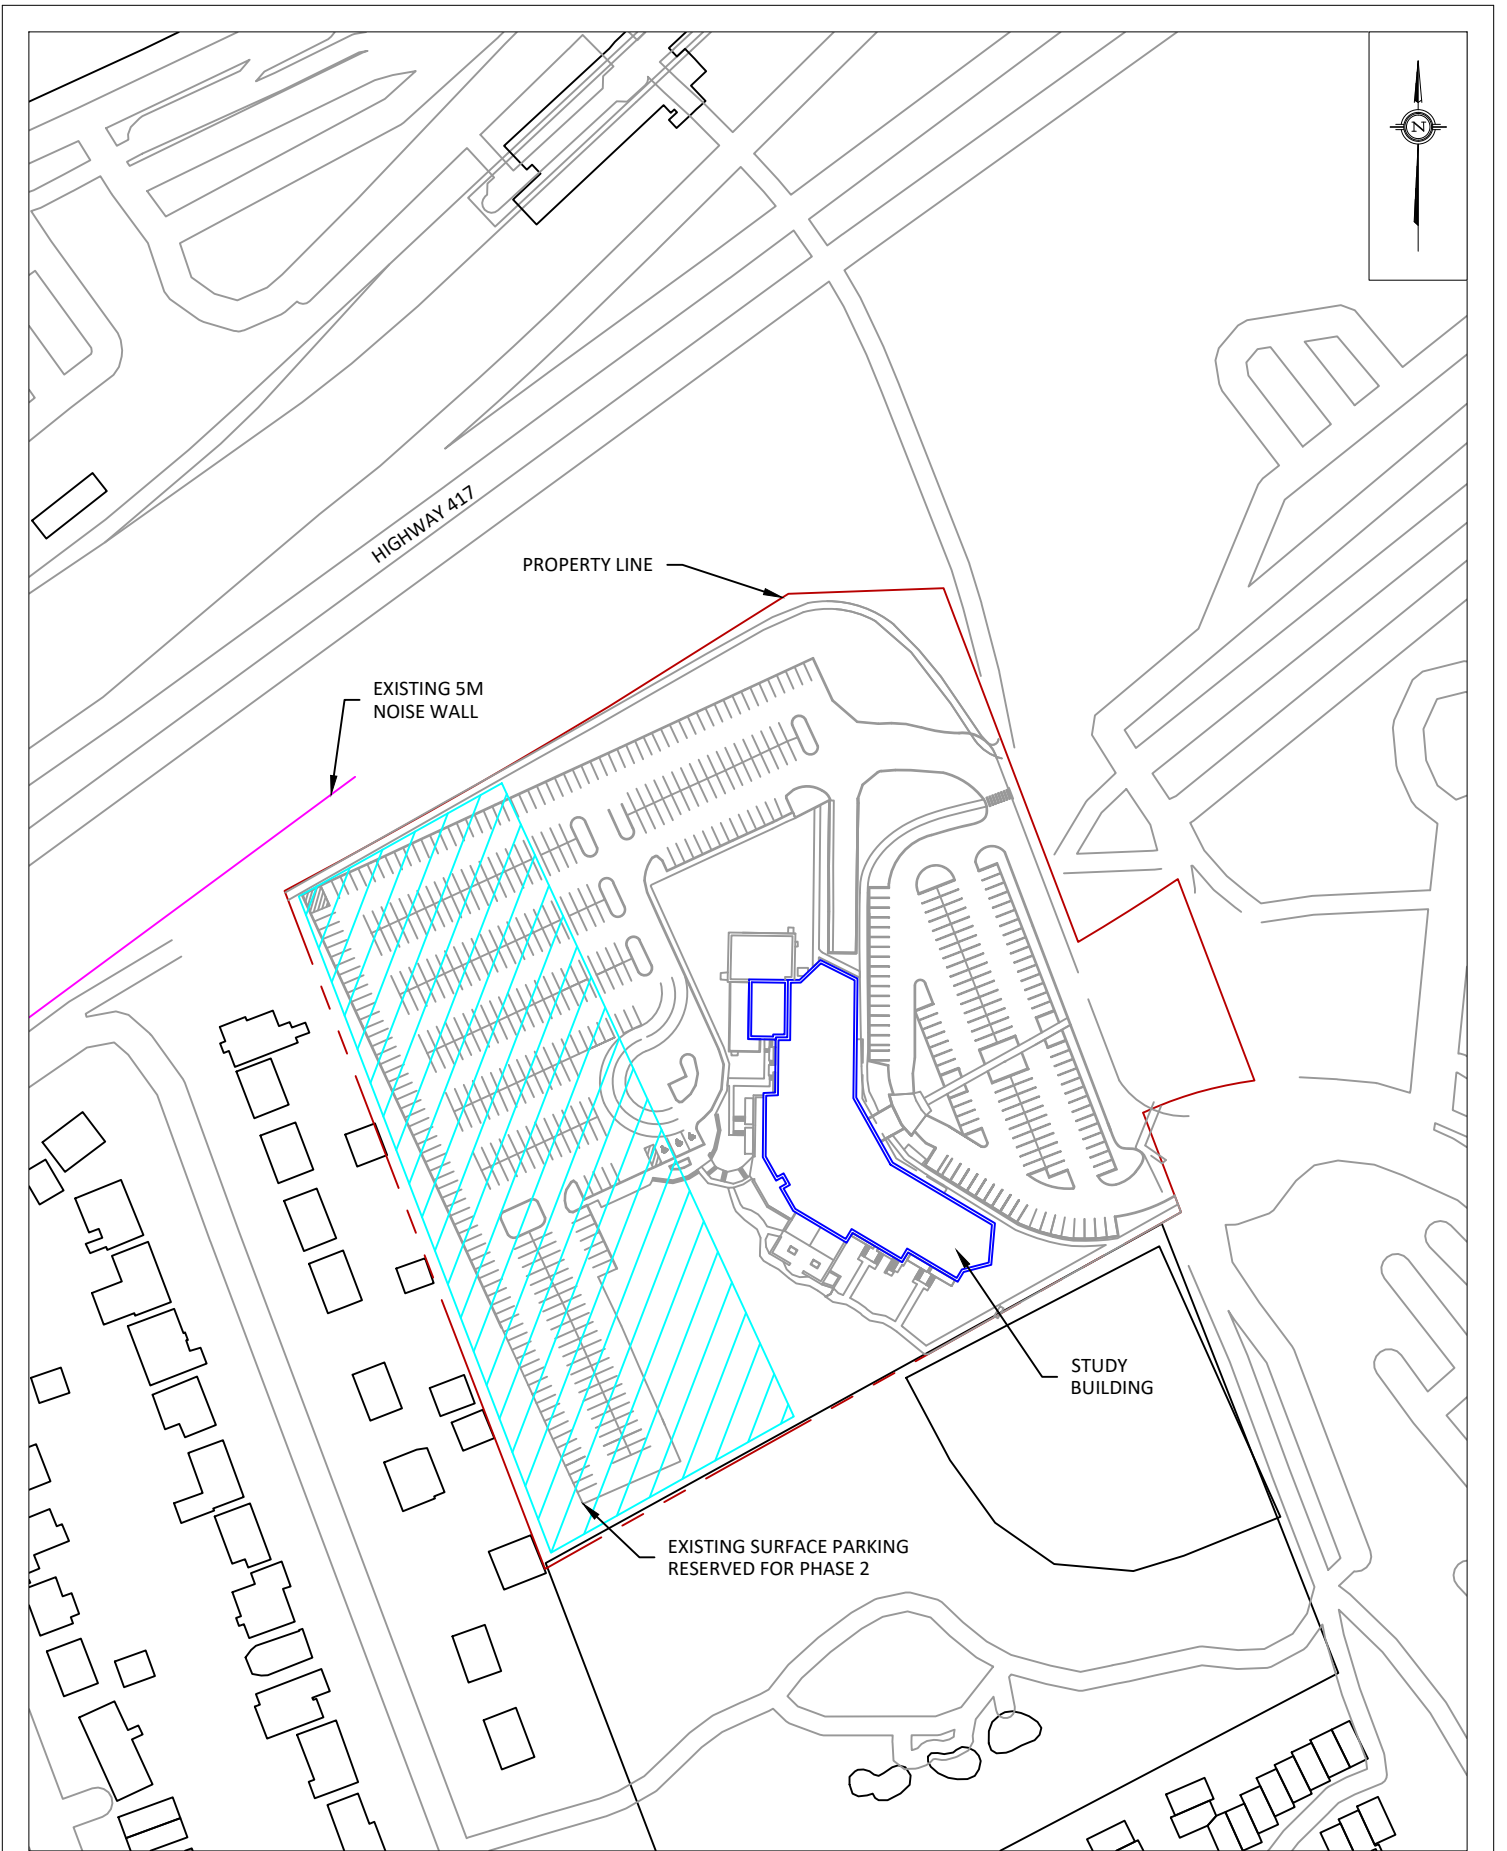 N
HIGHWAY 417
PROPERTY LINE
EXISTING 5M
NOISE WALL
STUDY
BUILDING
EXISTING SURFACE PARKING
RESERVED FOR PHASE 2